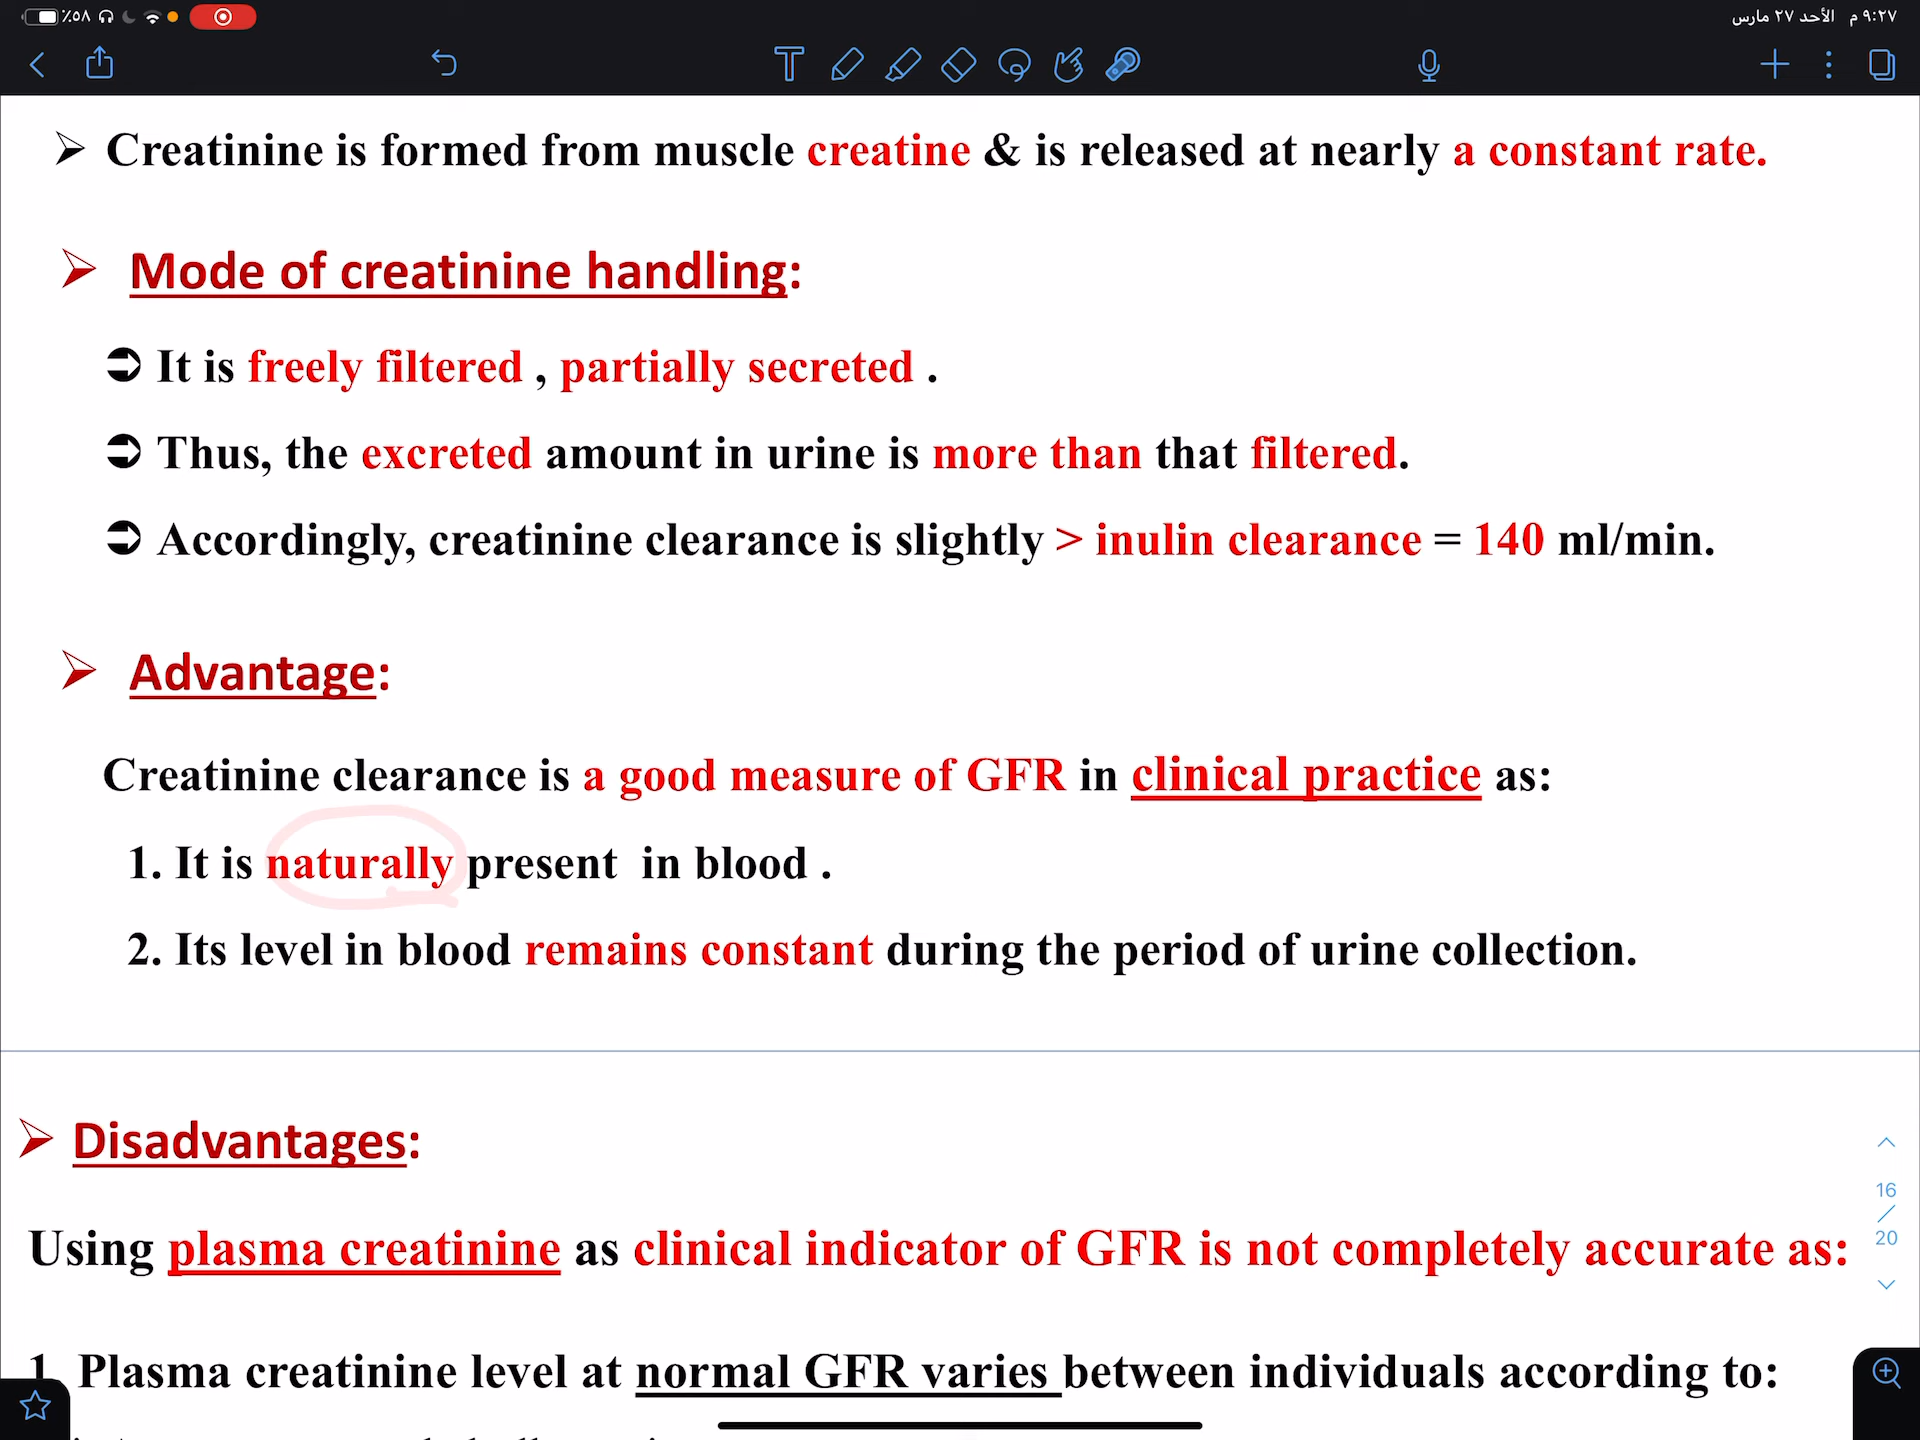 ٪٥٨
٩:٢٧ م الأحد ٢٧ مارس
Creatinine is formed from muscle creatine & is released at nearly a constant rate.
Mode of creatinine handling:
It is freely filtered , partially secreted .
Thus, the excreted amount in urine is more than that filtered.
Accordingly, creatinine clearance is slightly > inulin clearance = 140 ml/min.
Advantage:
Creatinine clearance is a good measure of GFR in clinical practice as:
1. It is naturally present in blood .
2. Its level in blood remains constant during the period of urine collection.
Disadvantages:
16
/
20
Using plasma creatinine as clinical indicator of GFR is not completely accurate as:
1. Plasma creatinine level at normal GFR varies between individuals according to: